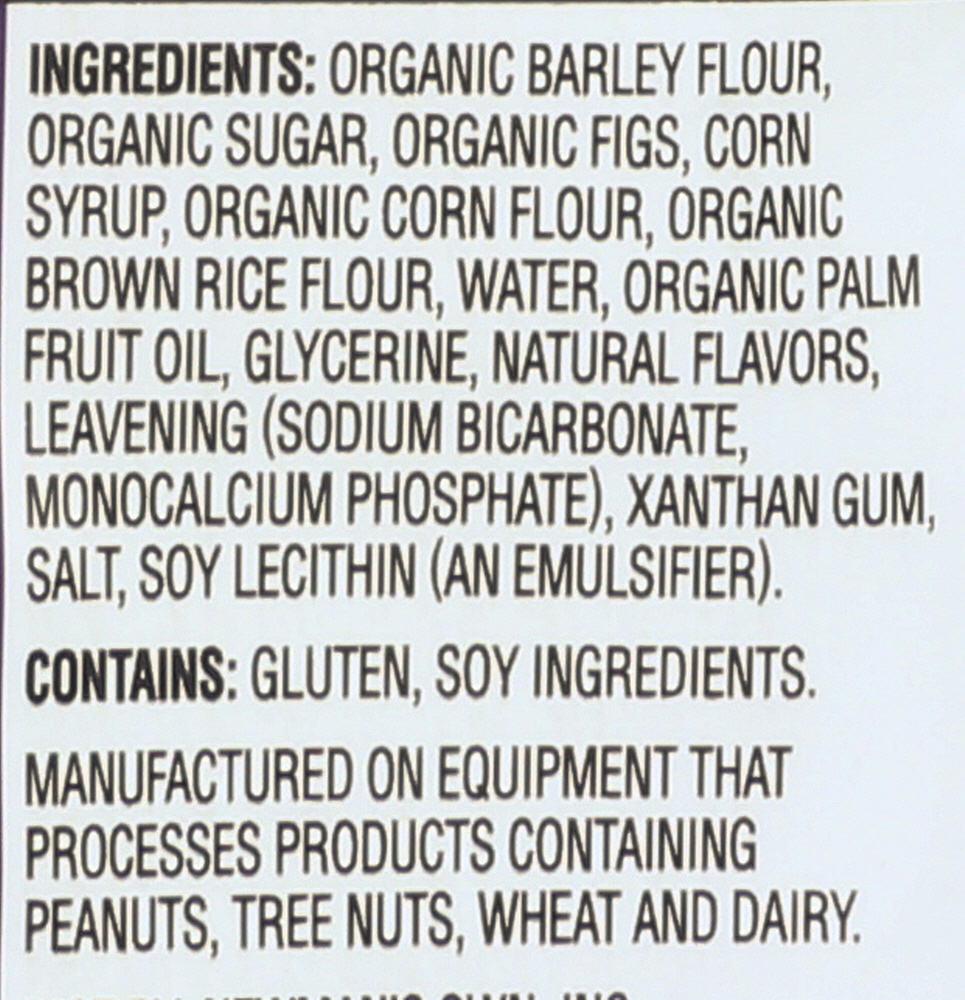 INGREDIENTS: ORGANIC BARLEY FLOUR,
ORGANIC SUGAR, ORGANIC FIGS, CORN
SYRUP, ORGANIC CORN FLOUR, ORGANIC
BROWN RICE FLOUR, WATER, ORGANIC PALM
FRUIT OIL, GLYCERINE, NATURAL FLAVORS,
LEAVENING (SODIUM BICARBONATE,
MONOCALCIUM PHOSPHATE), XANTHAN GUM,
SALT, SOY LECITHIN (AN EMULSIFIER).
CONTAINS: GLUTEN, SOY INGREDIENTS.
MANUFACTURED ON EQUIPMENT THAT
PROCESSES PRODUCTS CONTAINING
PEANUTS, TREE NUTS, WHEAT AND DAIRY.